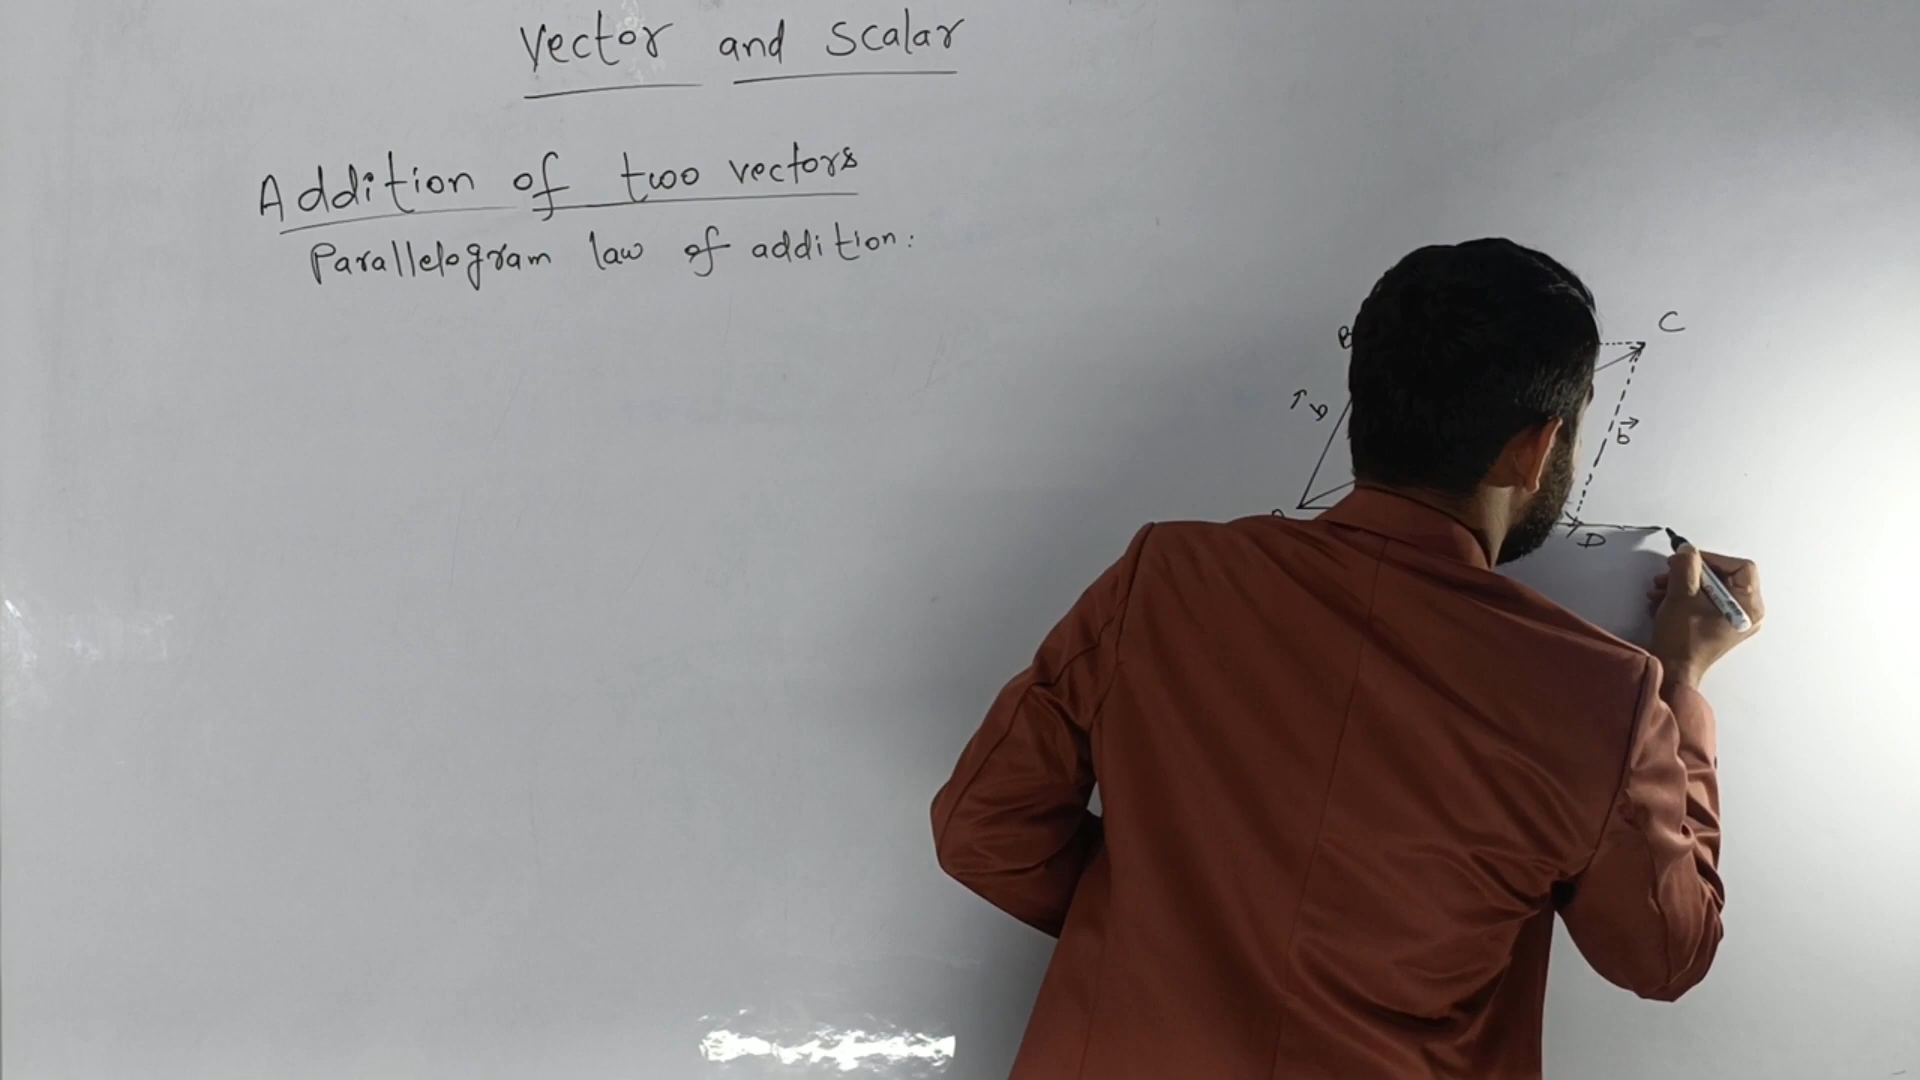 Vector and Scalar
Addition of two vectors
Parallelogram law of addition:
C
b
b
D